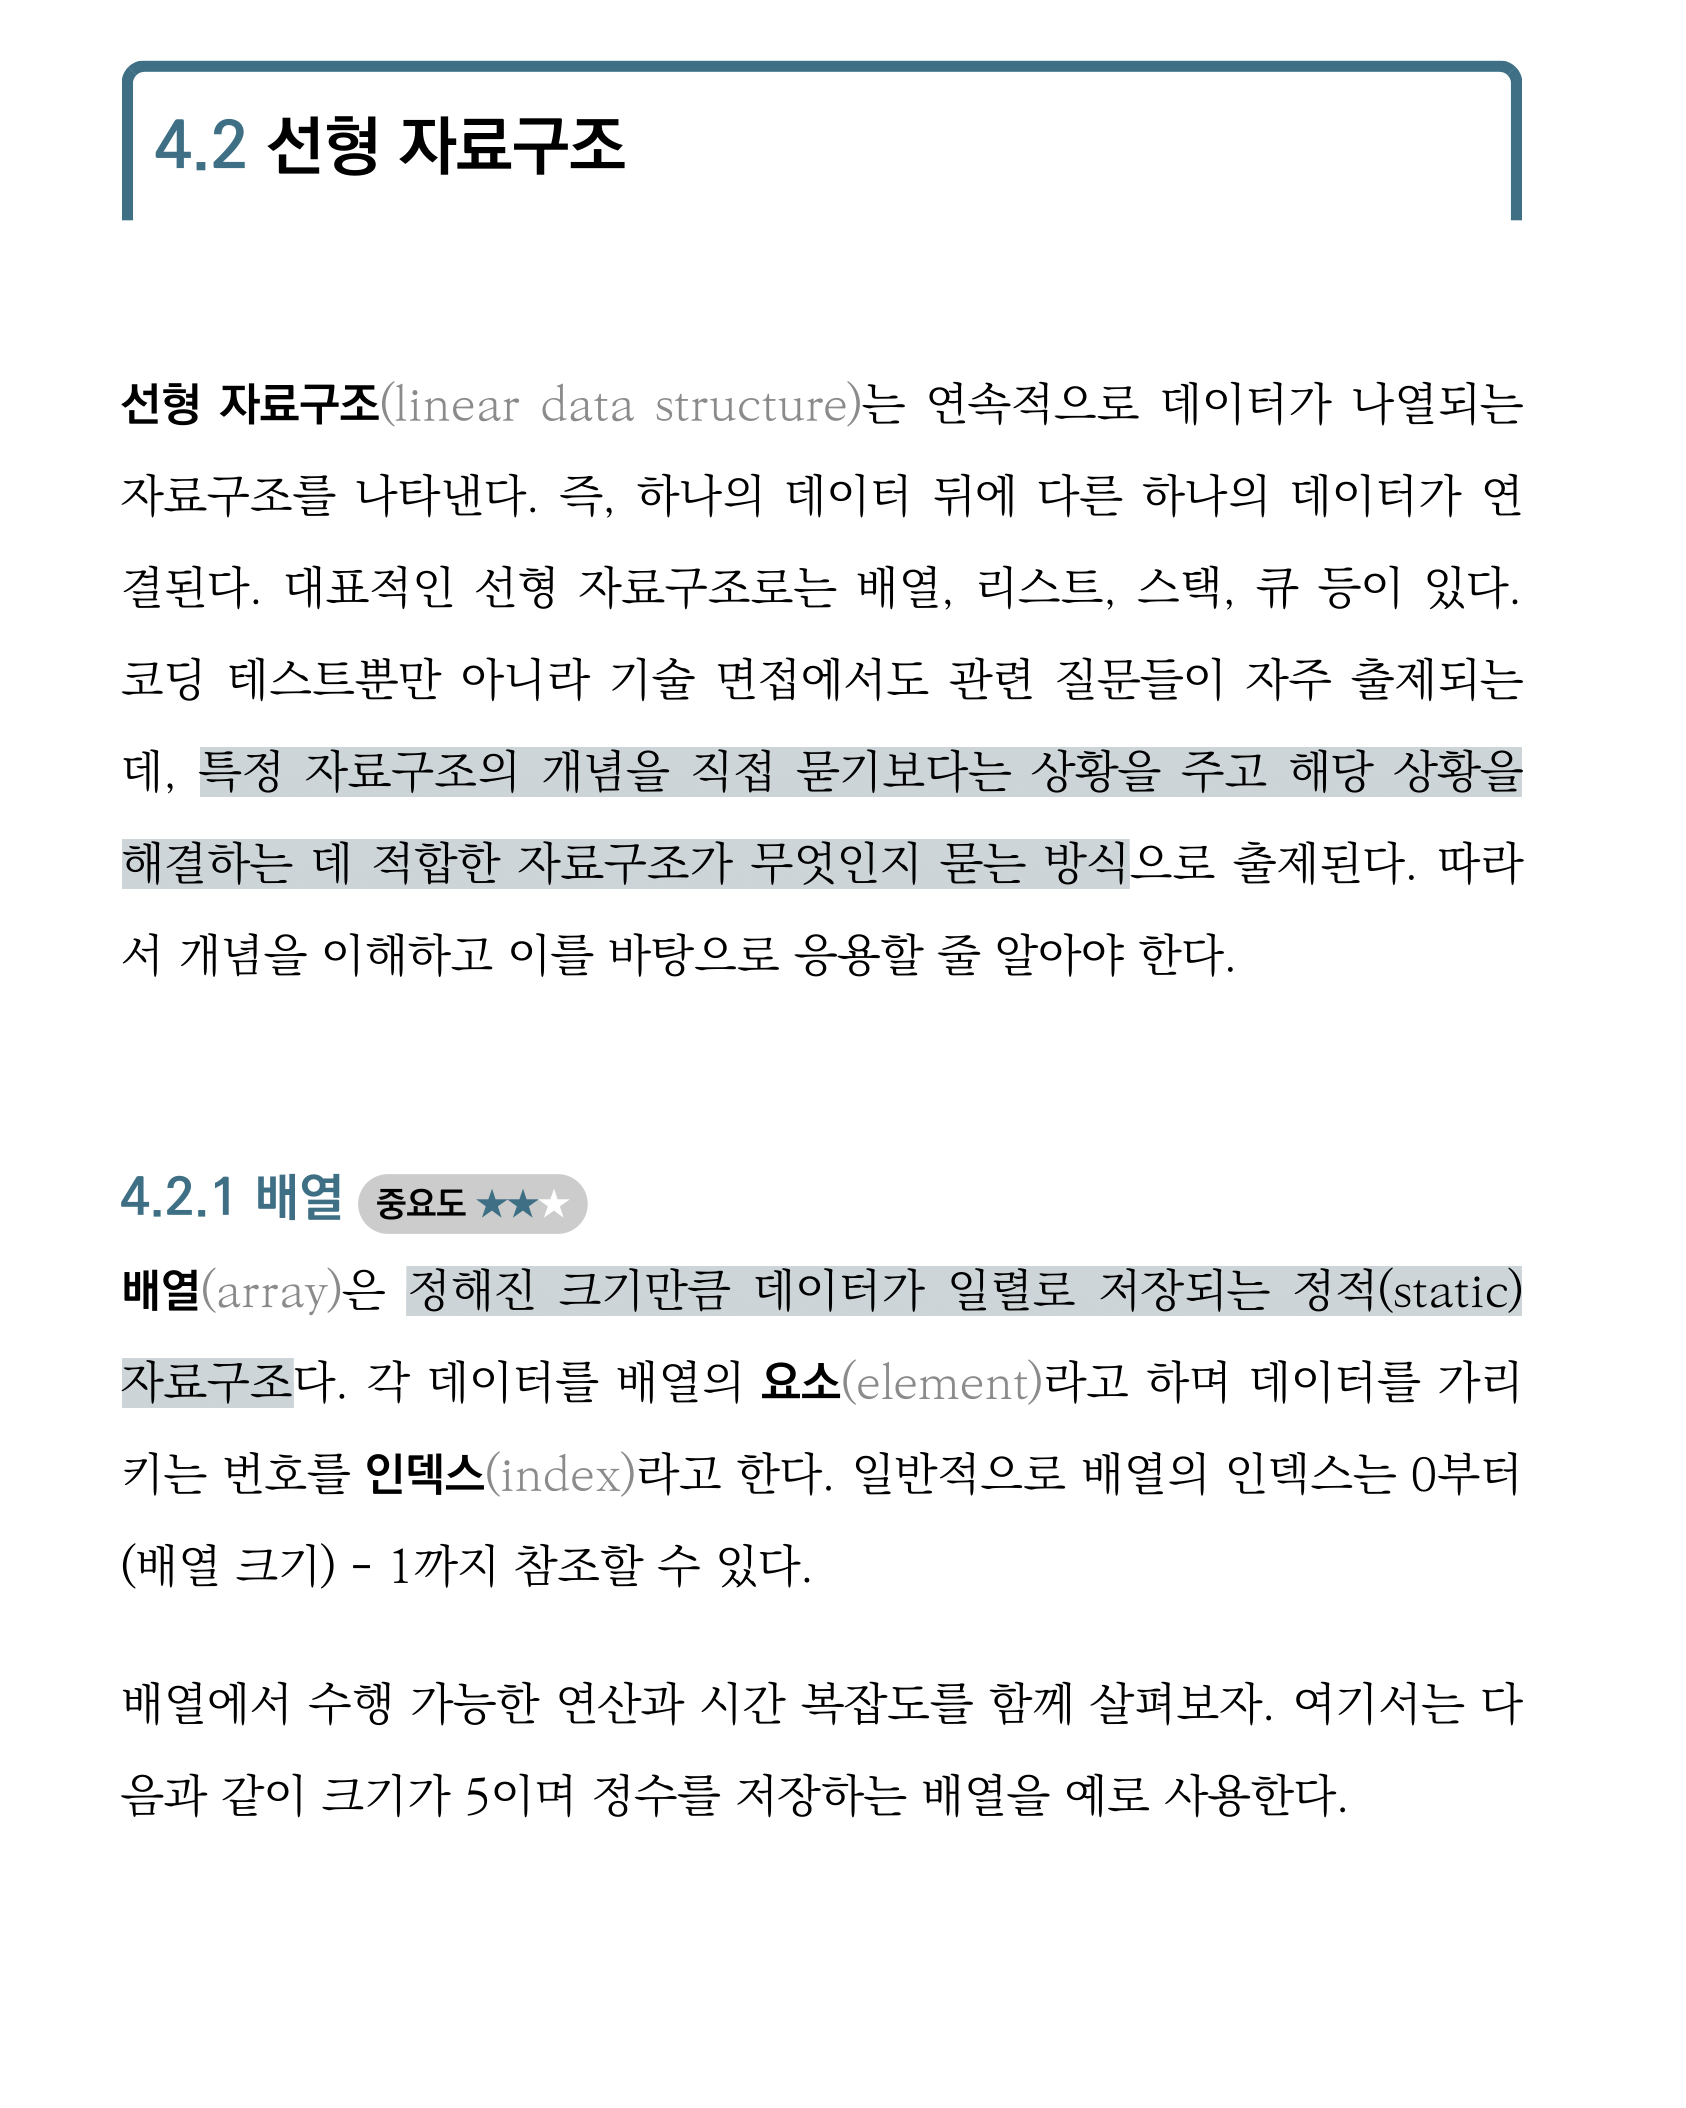 4.2 선형 자료구조
선형 자료구조(linear data structure)는 연속적으로 데이터가 나열되는
자료구조를 나타낸다. 즉, 하나의 데이터 뒤에 다른 하나의 데이터가 연
결된다. 대표적인 선형 자료구조로는 배열, 리스트, 스택, 큐 등이 있다.
코딩 테스트뿐만 아니라 기술 면접에서도 관련 질문들이 자주 출제되는
데, 특정 자료구조의 개념을 직접 묻기보다는 상황을 주고 해당 상황을
해결하는 데 적합한 자료구조가 무엇인지 묻는 방식으로 출제된다. 따라
서 개념을 이해하고 이를 바탕으로 응용할 줄 알아야 한다.
4.2.1 배열 중요도 ★★★
배열(array)은 정해진 크기만큼 데이터가 일렬로 저장되는 정적(static)
자료구조다. 각 데이터를 배열의 요소(element)라고 하며 데이터를 가리
키는 번호를 인덱스(index)라고 한다. 일반적으로 배열의 인덱스는 0부터
(배열 크기) - 1까지 참조할 수 있다.
배열에서 수행 가능한 연산과 시간 복잡도를 함께 살펴보자. 여기서는 다
음과 같이 크기가 5이며 정수를 저장하는 배열을 예로 사용한다.